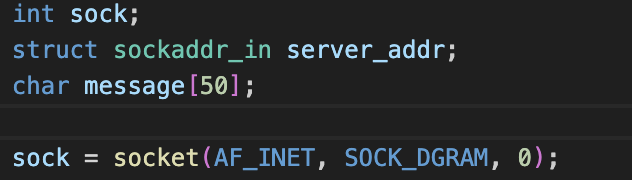 int sock;
struct sockaddr_in server_addr;
char message[50];
sock = socket(AF_INET, SOCK_DGRAM, 0);